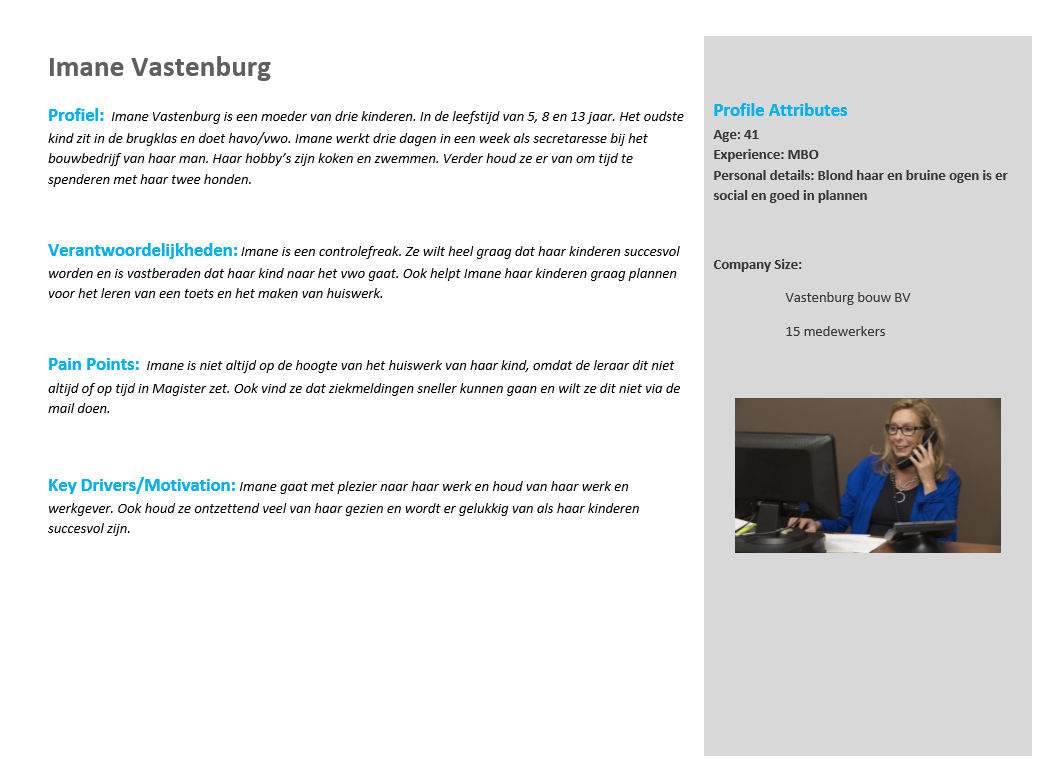 Imane Vastenburg
Profiel: Imane Vastenburg is een moeder van drie kinderen. In de leefstijd van 5, 8 en 13 jaar. Het oudste
kind zit in de brugklas en doet havo/vwo. Imane werkt drie dagen in een week als secretaresse bij het
bouwbedrijf van haar man. Haar hobby's zijn koken en zwemmen. Verder houd ze er van om tijd te
spenderen met haar twee honden.
Verantwoordelijkheden: Imane is een controlefreak. Ze wilt heel graag dat haar kinderen succesvol
worden en is vastberaden dat haar kind naar het vwo gaat. Ook helpt Imane haar kinderen graag plannen
voor het leren van een toets en het maken van huiswerk.
Pain Points: Imane is niet altijd op de hoogte van het huiswerk van haar kind, omdat de leraar dit niet
altijd of op tijd in Magister zet. Ook vind ze dat ziekmeldingen sneller kunnen gaan en wilt ze dit niet via de
mail doen.
Key Drivers/Motivation: Imane gaat met plezier naar haar werk en houd van haar werk en
werkgever. Ook houd ze ontzettend veel van haar gezien en wordt er gelukkig van als haar kinderen
succesvol zijn.
Profile Attributes
Age: 41
Experience: MBO
Personal details: Blond haar en bruine ogen is er
social en goed in plannen
Company Size:
Vastenburg bouw BV
15 medewerkers